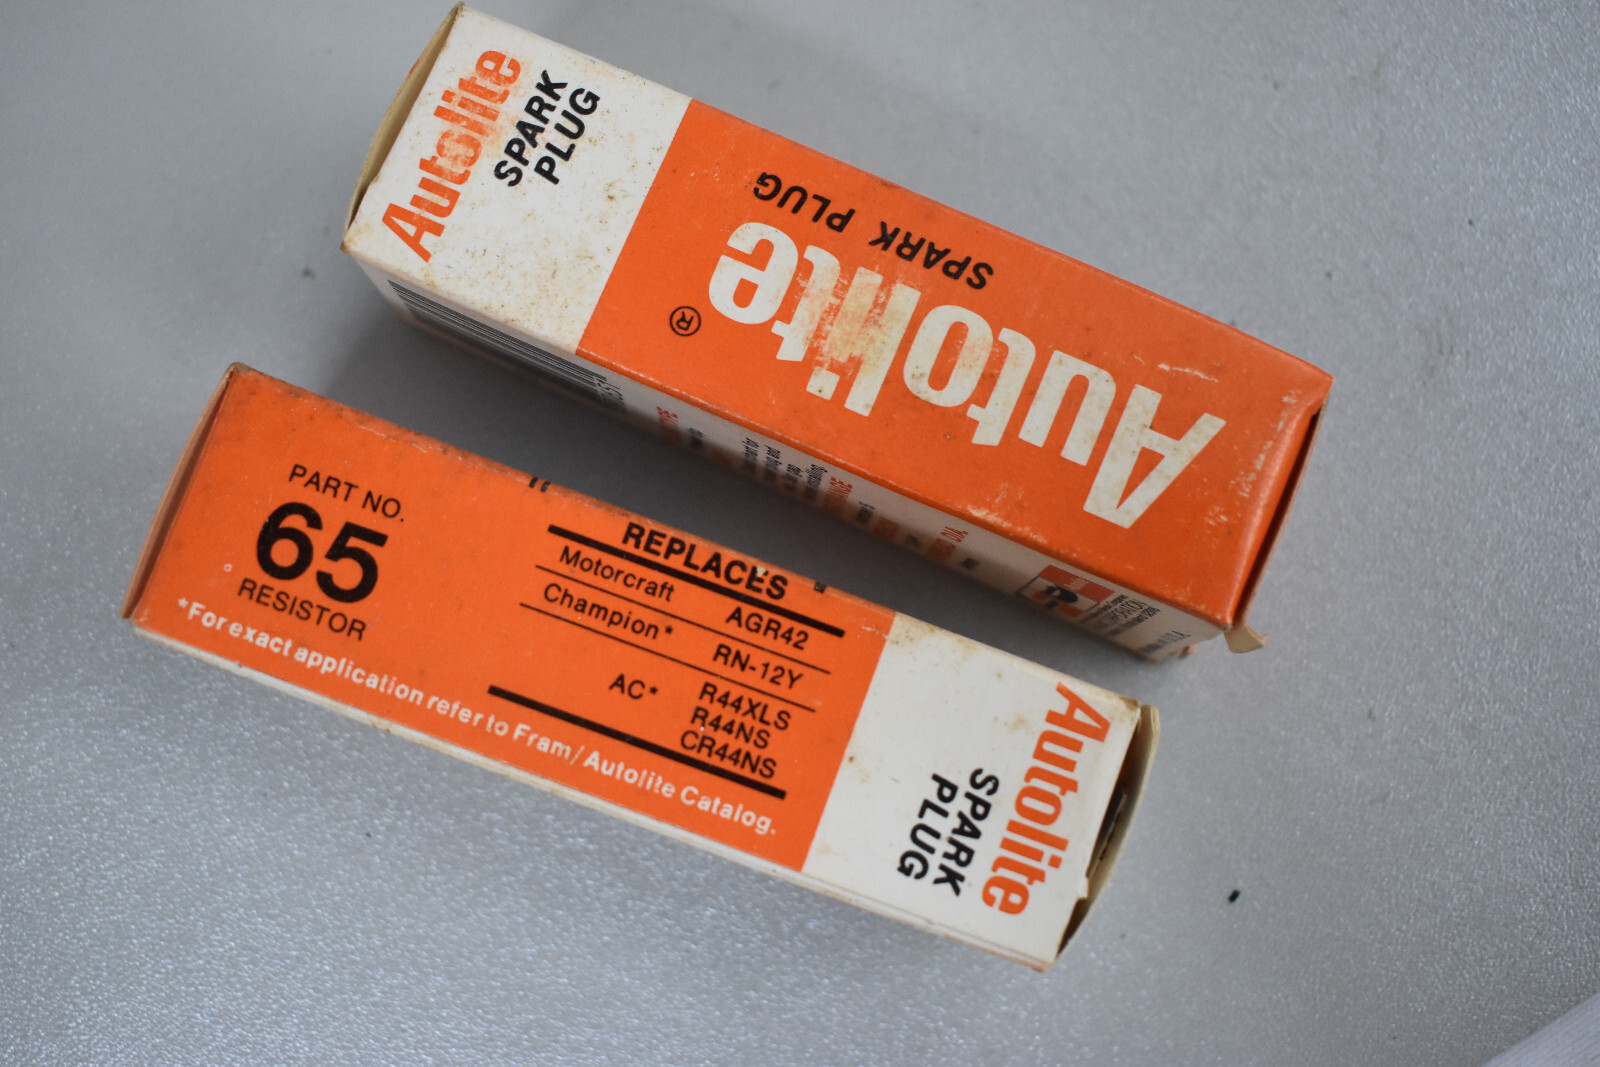 Autolite
SPARK
PLUG
Autolite
®
SPARK PLUG
PART NO.
65
RESISTOR
REPLACES
Motorcraft AGR42
Champion* RN-12Y
AC* R44XLS
R44NS
CR44NS
*For exact application refer to Fram/Autolite Catalog.
Autolite
SPARK
PLUG